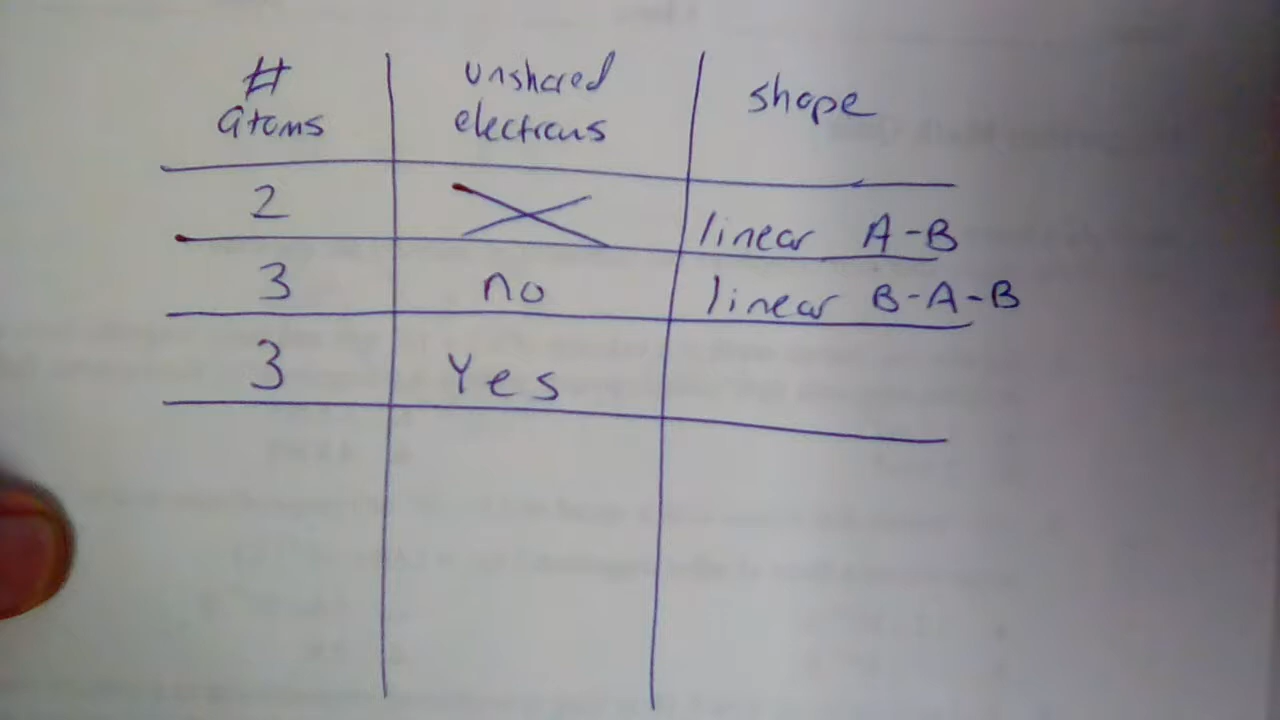 # atoms
unshared electrons
shape
2
linear A-B
3 no linear B-A-B
3 Yes